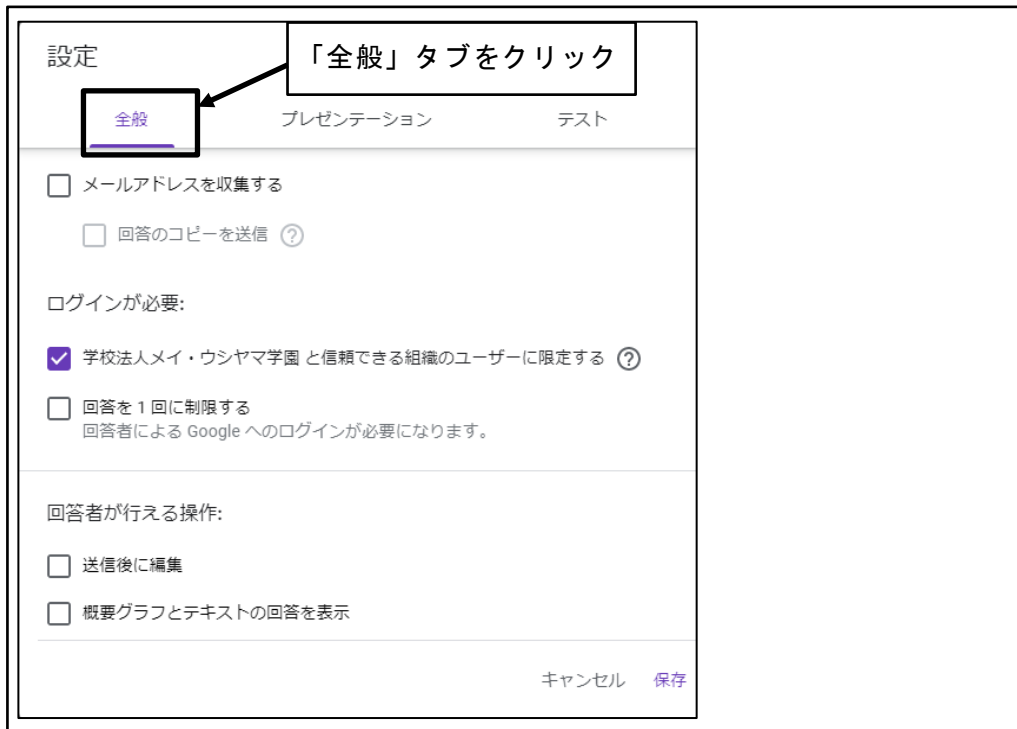 設定
「全般」タブをクリック
全般
プレゼンテーション
テスト
メールアドレスを収集する
回答のコピーを送信 ?
ログインが必要:
学校法人メイ・ウシヤマ学園 と信頼できる組織のユーザーに限定する ?
回答を 1 回に制限する
回答者による Google へのログインが必要になります。
回答者が行える操作:
送信後に編集
概要グラフとテキストの回答を表示
キャンセル 保存